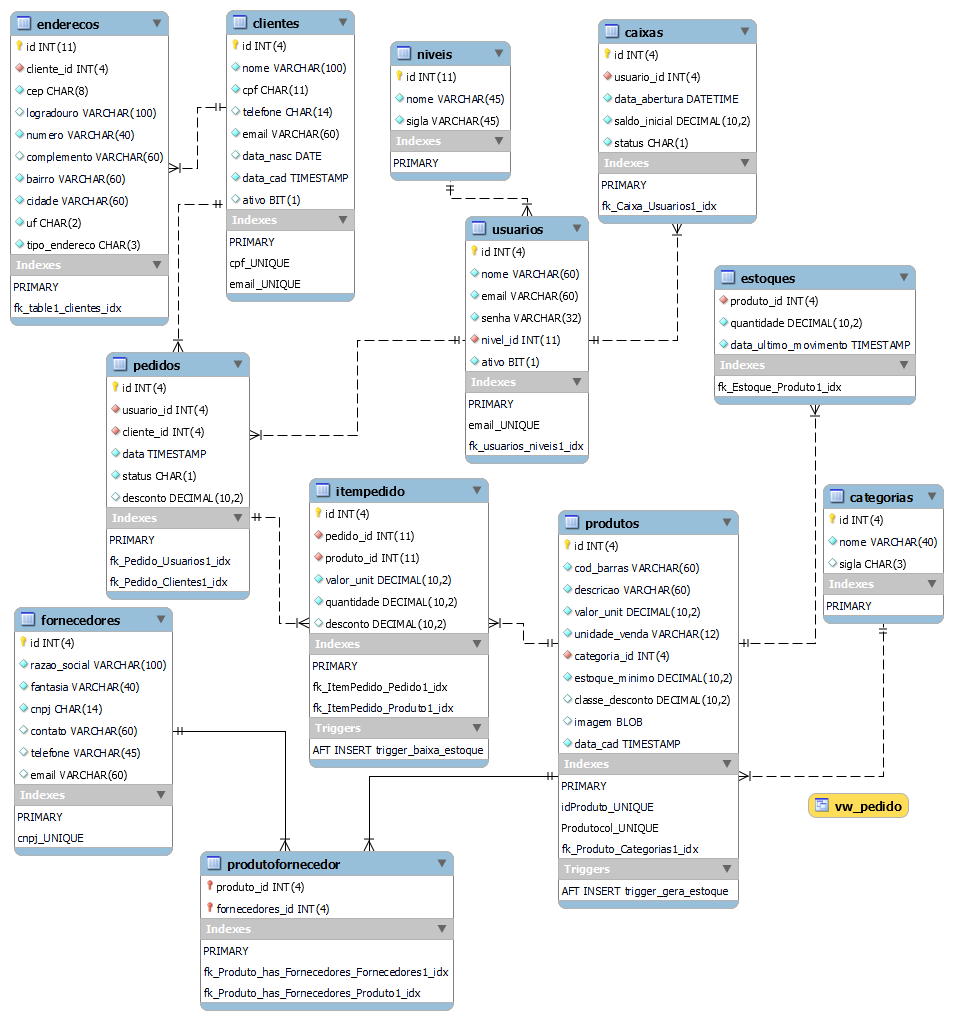 enderecos
id INT(11)
cliente_id INT(4)
cep CHAR(8)
logradouro VARCHAR(100)
numero VARCHAR(40)
complemento VARCHAR(60)
bairro VARCHAR(60)
cidade VARCHAR(60)
uf CHAR(2)
tipo_endereco CHAR(3)
Indexes
PRIMARY
fk_table1_clientes_idx
clientes
id INT(4)
nome VARCHAR(100)
cpf CHAR(11)
telefone CHAR(14)
email VARCHAR(60)
data_nasc DATE
data_cad TIMESTAMP
ativo BIT(1)
Indexes
PRIMARY
cpf_UNIQUE
email_UNIQUE
niveis
id INT(11)
nome VARCHAR(45)
sigla VARCHAR(45)
Indexes
PRIMARY
caixas
id INT(4)
usuario_id INT(4)
data_abertura DATETIME
saldo_inicial DECIMAL(10,2)
status CHAR(1)
Indexes
PRIMARY
fk_Caixa_Usuarios1_idx
usuarios
id INT(4)
nome VARCHAR(60)
email VARCHAR(60)
senha VARCHAR(32)
nivel_id INT(11)
ativo BIT(1)
Indexes
PRIMARY
email_UNIQUE
fk_usuarios_niveis1_idx
estoques
produto_id INT(4)
quantidade DECIMAL(10,2)
data_ultimo_movimento TIMESTAMP
Indexes
fk_Estoque_Produto1_idx
pedidos
id INT(4)
usuario_id INT(4)
cliente_id INT(4)
data TIMESTAMP
status CHAR(1)
desconto DECIMAL(10,2)
Indexes
PRIMARY
fk_Pedido_Usuarios1_idx
fk_Pedido_Clientes1_idx
itempedido
id INT(4)
pedido_id INT(11)
produto_id INT(11)
valor_unit DECIMAL(10,2)
quantidade DECIMAL(10,2)
desconto DECIMAL(10,2)
Indexes
PRIMARY
fk_ItemPedido_Pedido1_idx
fk_ItemPedido_Produto1_idx
Triggers
AFT INSERT trigger_baixa_estoque
produtos
id INT(4)
cod_barras VARCHAR(60)
descricao VARCHAR(60)
valor_unit DECIMAL(10,2)
unidade_venda VARCHAR(12)
categoria_id INT(4)
estoque_minimo DECIMAL(10,2)
classe_desconto DECIMAL(10,2)
imagem BLOB
data_cad TIMESTAMP
Indexes
PRIMARY
idProduto_UNIQUE
Produtocol_UNIQUE
fk_Produto_Categorias1_idx
Triggers
AFT INSERT trigger_gera_estoque
categorias
id INT(4)
nome VARCHAR(40)
sigla CHAR(3)
Indexes
PRIMARY
fornecedores
id INT(4)
razao_social VARCHAR(100)
fantasia VARCHAR(40)
cnpj CHAR(14)
contato VARCHAR(60)
telefone VARCHAR(45)
email VARCHAR(60)
Indexes
PRIMARY
cnpj_UNIQUE
vw_pedido
produtofornecedor
produto_id INT(4)
fornecedores_id INT(4)
Indexes
PRIMARY
fk_Produto_has_Fornecedores_Fornecedores1_idx
fk_Produto_has_Fornecedores_Produto1_idx